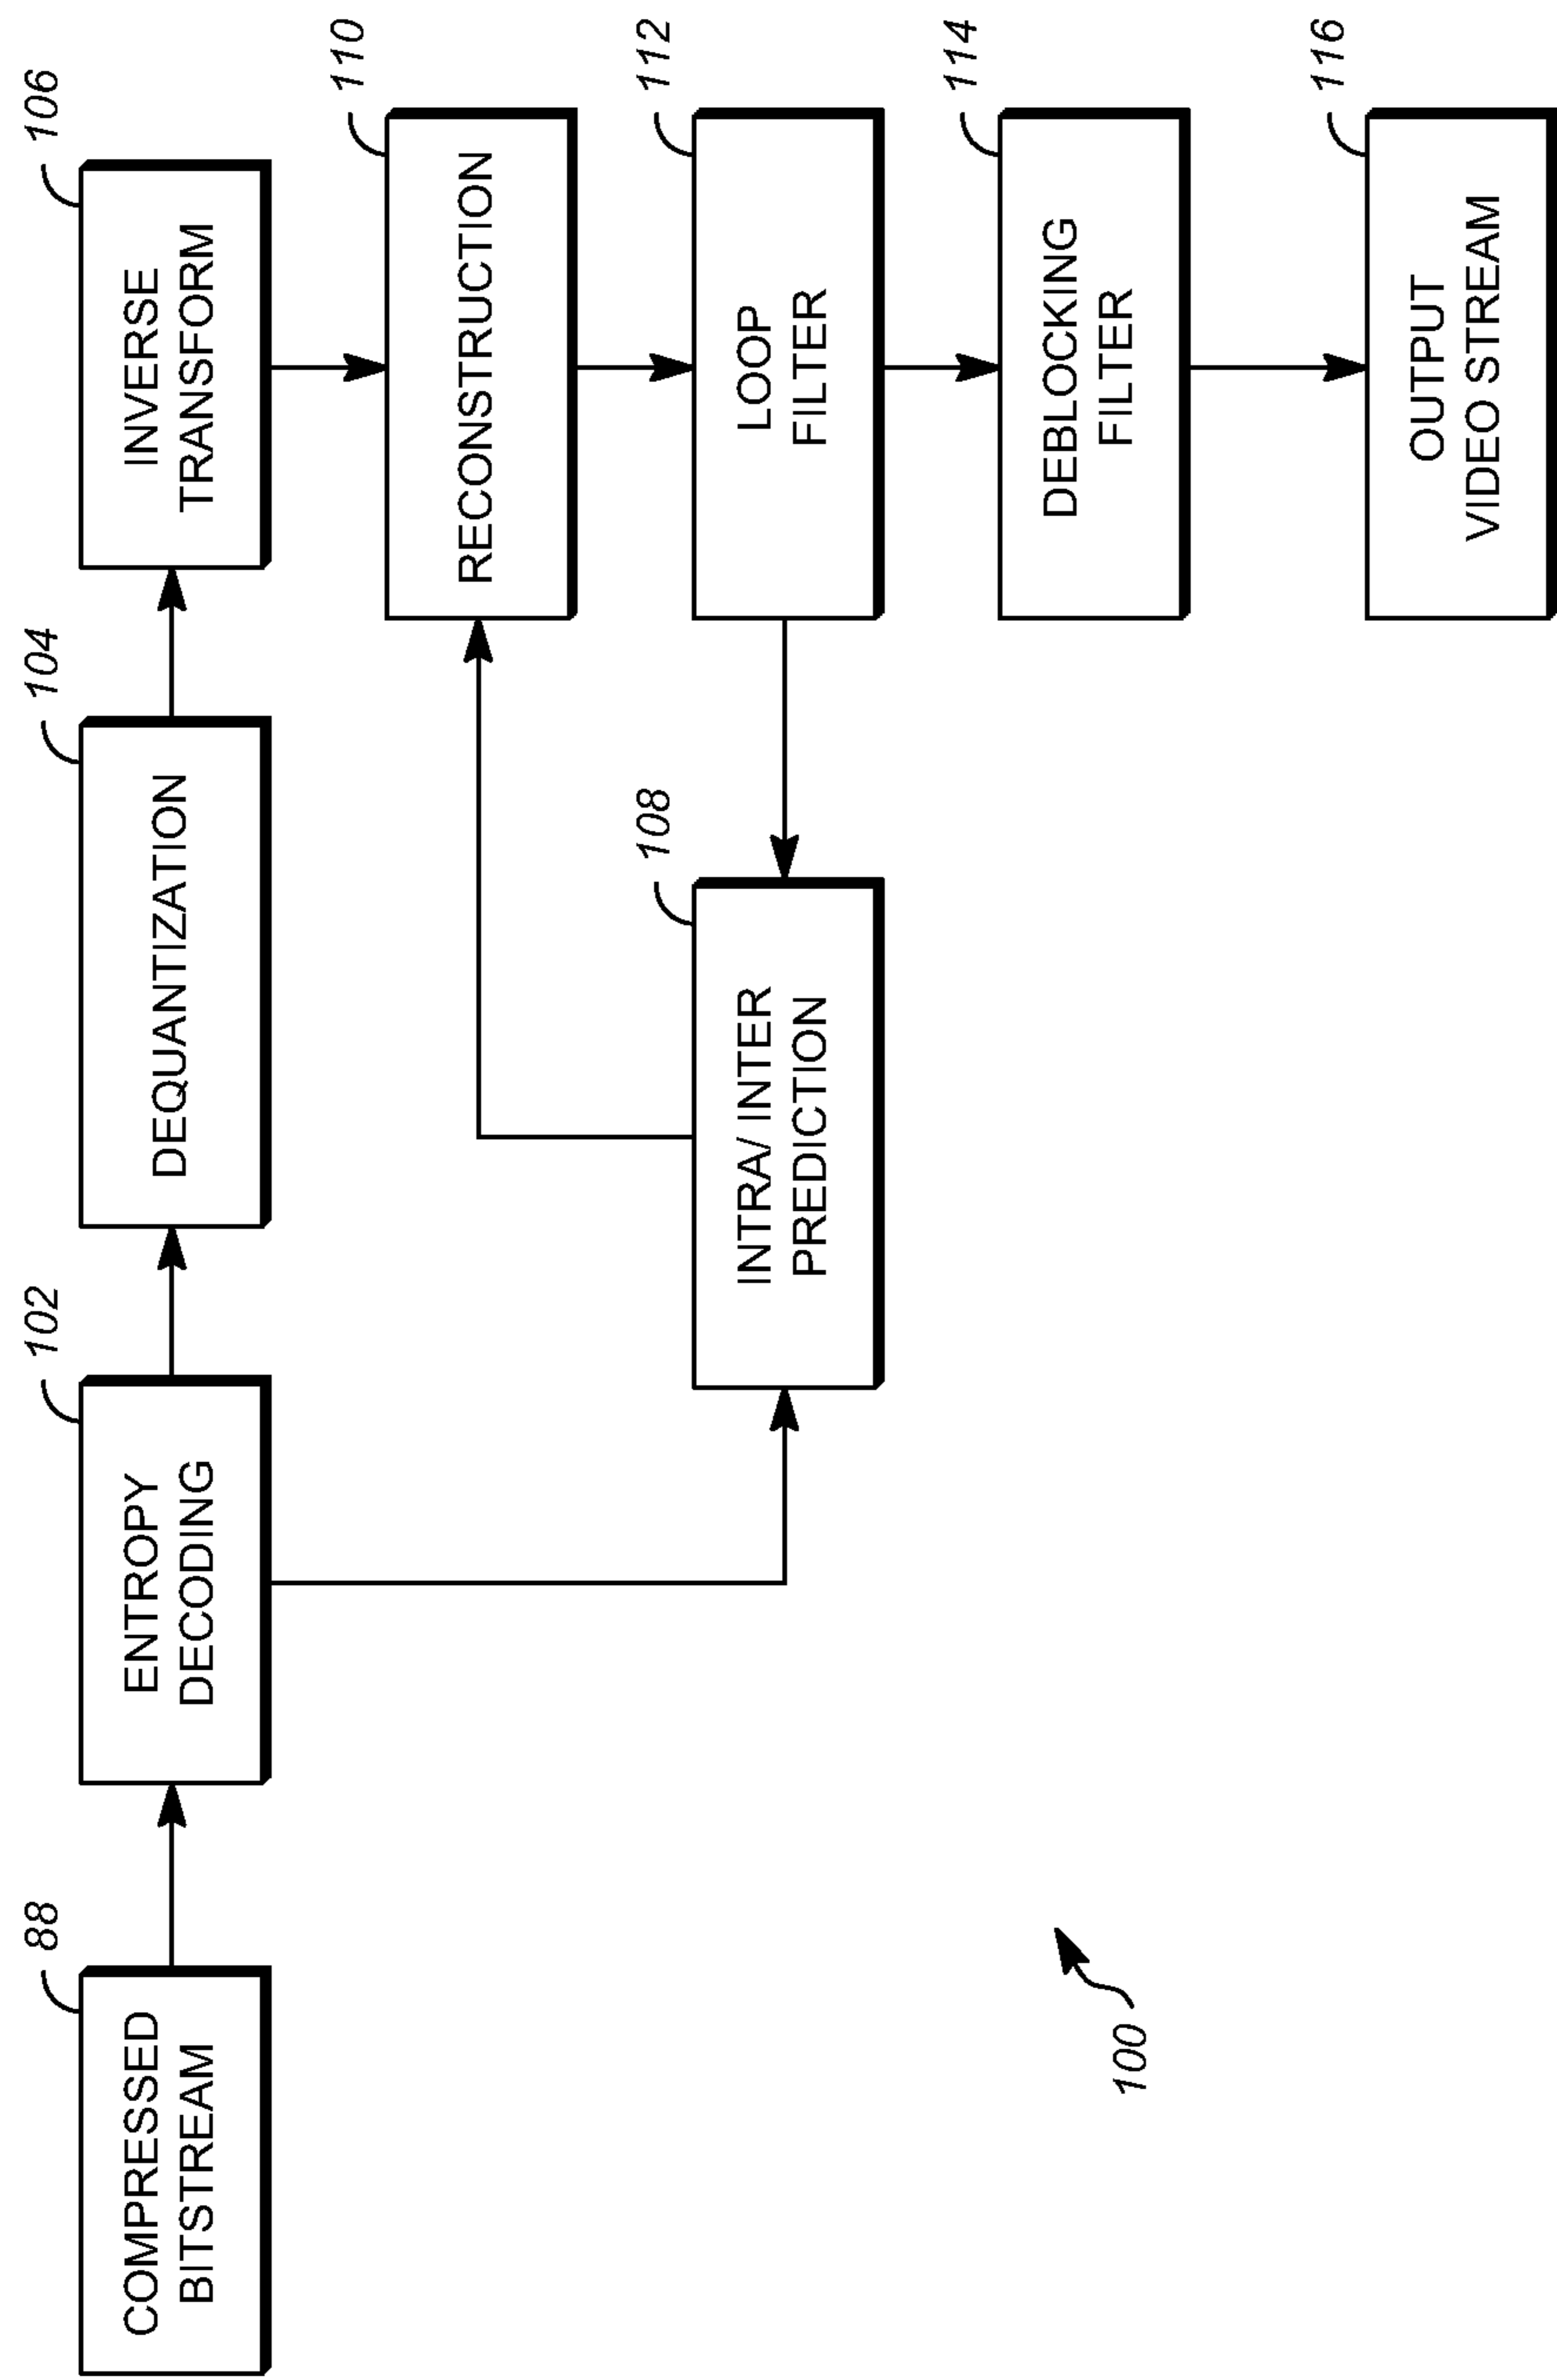 88
COMPRESSED
BITSTREAM
102
ENTROPY
DECODING
104
DEQUANTIZATION
106
INVERSE
TRANSFORM
110
RECONSTRUCTION
108
INTRA/ INTER
PREDICTION
112
LOOP
FILTER
114
DEBLOCKING
FILTER
100
116
OUTPUT
VIDEO STREAM